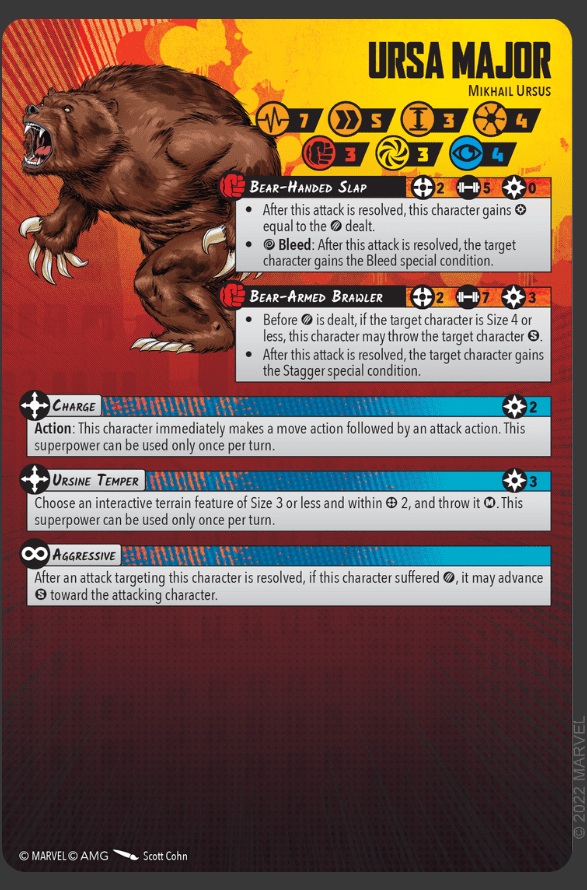 URSA MAJOR
MIKHAIL URSUS
7 5 3 4
3 3 4
BEAR-HANDED SLAP 2 5 0
• After this attack is resolved, this character gains
equal to the dealt.
• Bleed: After this attack is resolved, the target
character gains the Bleed special condition.
BEAR-ARMED BRAWLER 2 7 3
• Before is dealt, if the target character is Size 4 or
less, this character may throw the target character S.
• After this attack is resolved, the target character gains
the Stagger special condition.
CHARGE 2
Action: This character immediately makes a move action followed by an attack action. This
superpower can be used only once per turn.
URSINE TEMPER 3
Choose an interactive terrain feature of Size 3 or less and within 2, and throw it M. This
superpower can be used only once per turn.
AGGRESSIVE
After an attack targeting this character is resolved, if this character suffered , it may advance
S toward the attacking character.
© MARVEL © AMG Scott Cohn
© 2022 MARVEL